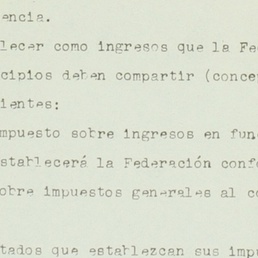 encia.
lecer como ingresos que la Fe
cipios deben compartir (conce
ientes:
mpuesto sobre ingresos en fun
establecerá la Federación conf
obre impuestos generales al co
tados que establezcan sus impu